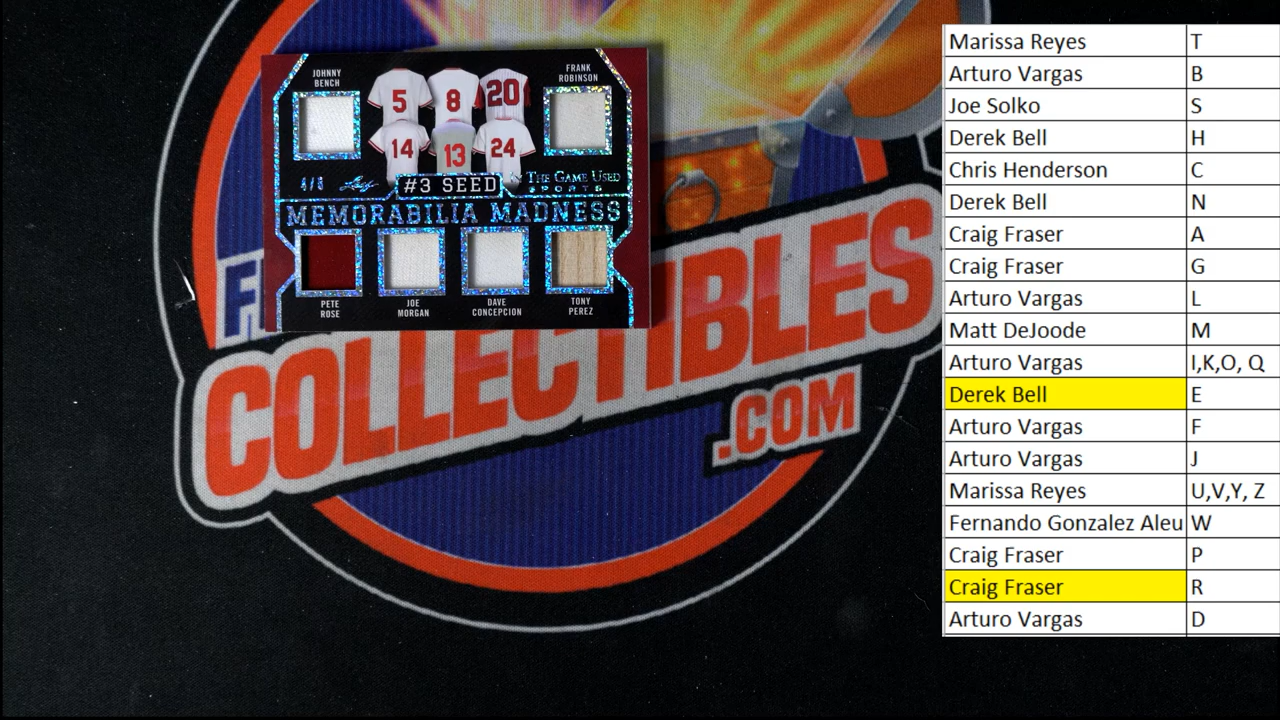 JOHNNY
BENCH
FRANK
ROBINSON
5
8
20
14
13
24
Leaf
#3 SEED
THE GAME USED
SPORTS
MEMORABILIA MADNESS
PETE
ROSE
JOE
MORGAN
DAVE
CONCEPCION
TONY
PEREZ
COLLECTIBLES
.COM
Marissa Reyes T
Arturo Vargas B
Joe Solko S
Derek Bell H
Chris Henderson C
Derek Bell N
Craig Fraser A
Craig Fraser G
Arturo Vargas L
Matt DeJoode M
Arturo Vargas I,K,O, Q
Derek Bell E
Arturo Vargas F
Arturo Vargas J
Marissa Reyes U,V,Y, Z
Fernando Gonzalez Aleu W
Craig Fraser P
Craig Fraser R
Arturo Vargas D